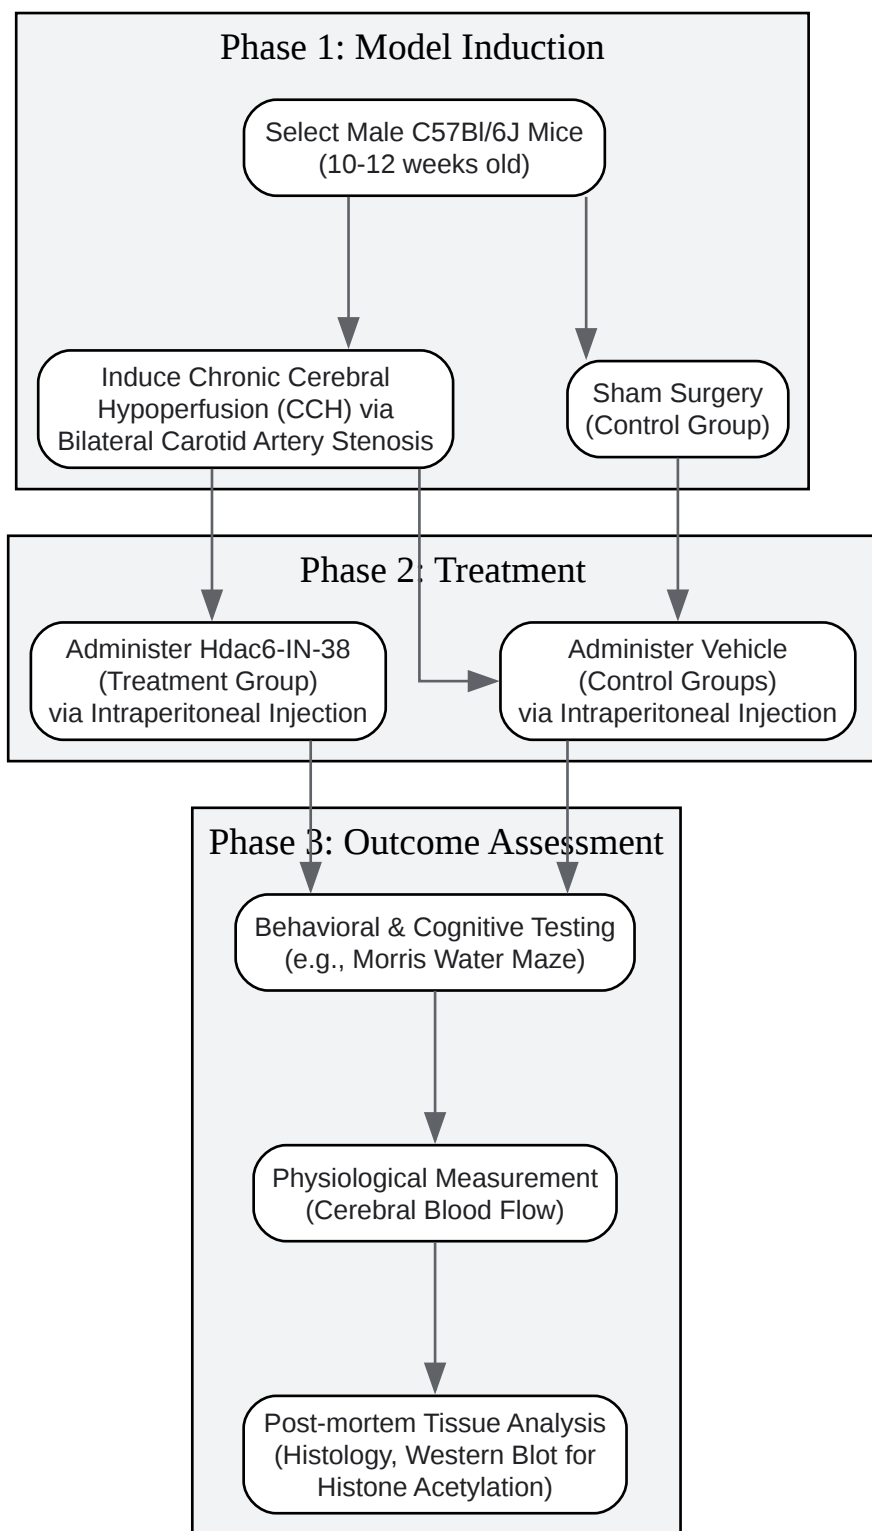 Phase 1: Model Induction
Select Male C57Bl/6J Mice
(10-12 weeks old)
Induce Chronic Cerebral
Hypoperfusion (CCH) via
Bilateral Carotid Artery Stenosis
Sham Surgery
(Control Group)
Phase 2: Treatment
Administer Hdac6-IN-38
(Treatment Group)
via Intraperitoneal Injection
Administer Vehicle
(Control Groups)
via Intraperitoneal Injection
Phase 3: Outcome Assessment
Behavioral & Cognitive Testing
(e.g., Morris Water Maze)
Physiological Measurement
(Cerebral Blood Flow)
Post-mortem Tissue Analysis
(Histology, Western Blot for
Histone Acetylation)